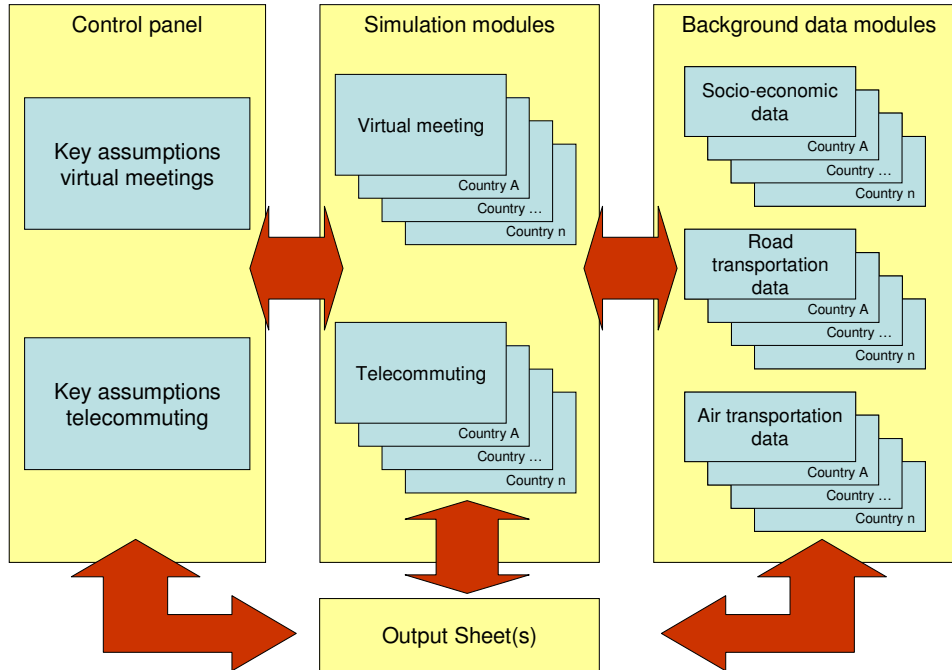 Control panel
Key assumptions
virtual meetings
Key assumptions
telecommuting
Simulation modules
Virtual meeting
Country A
Country …
Country n
Telecommuting
Country A
Country …
Country n
Background data modules
Socio-economic
data
Country A
Country …
Country n
Road
transportation
data
Country A
Country …
Country n
Air transportation
data
Country A
Country …
Country n
Output Sheet(s)